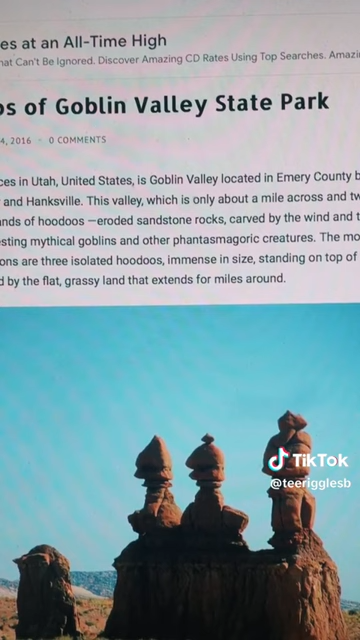 es at an All-Time High
hat Can't Be Ignored. Discover Amazing CD Rates Using Top Searches. Amazin
os of Goblin Valley State Park
4, 2016 • 0 COMMENTS
ces in Utah, United States, is Goblin Valley located in Emery County b
and Hanksville. This valley, which is only about a mile across and tw
ands of hoodoos —eroded sandstone rocks, carved by the wind and t
esting mythical goblins and other phantasmagoric creatures. The mo
ons are three isolated hoodoos, immense in size, standing on top of
d by the flat, grassy land that extends for miles around.
TikTok
@teerigglesb